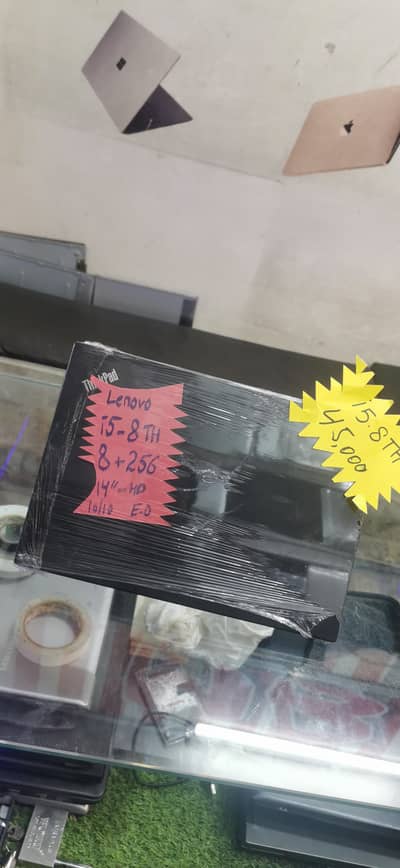 ThinkPad
Lenovo
i5-8TH
8+256
14" HD
10/10 E.D
i5.8TH
45,000